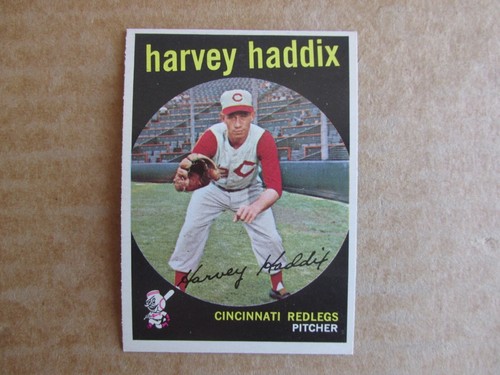 harvey haddix
C
C
Harvey Haddix
CINCINNATI REDLEGS
PITCHER